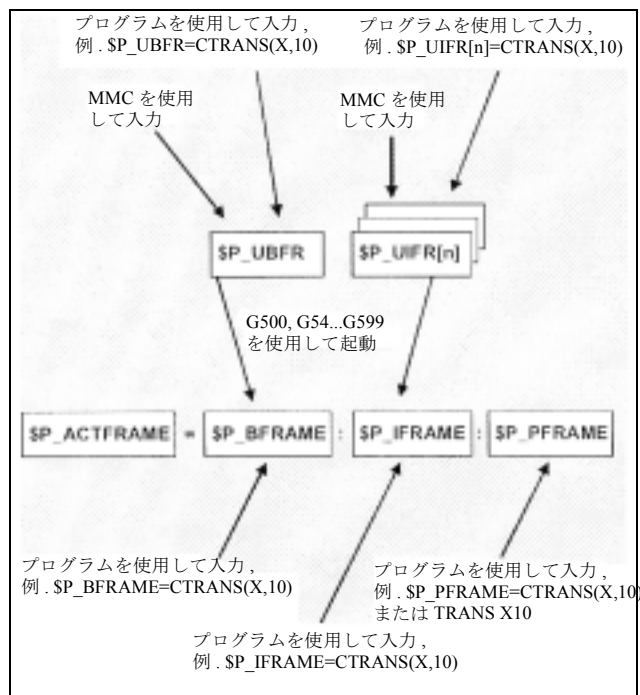 プログラムを使用して入力 ,
例 . $P_UBFR=CTRANS(X,10)
プログラムを使用して入力 ,
例 . $P_UIFR[n]=CTRANS(X,10)
MMC を使用
して入力
MMC を使用
して入力
$P_UBFR
$P_UIFR[n]
G500, G54...G599
を使用して起動
$P_ACTFRAME = $P_BFRAME : $P_IFRAME : $P_PFRAME
プログラムを使用して入力 ,
例 . $P_BFRAME=CTRANS(X,10)
プログラムを使用して入力 ,
例 . $P_PFRAME=CTRANS(X,10)
または TRANS X10
プログラムを使用して入力 ,
例 . $P_IFRAME=CTRANS(X,10)